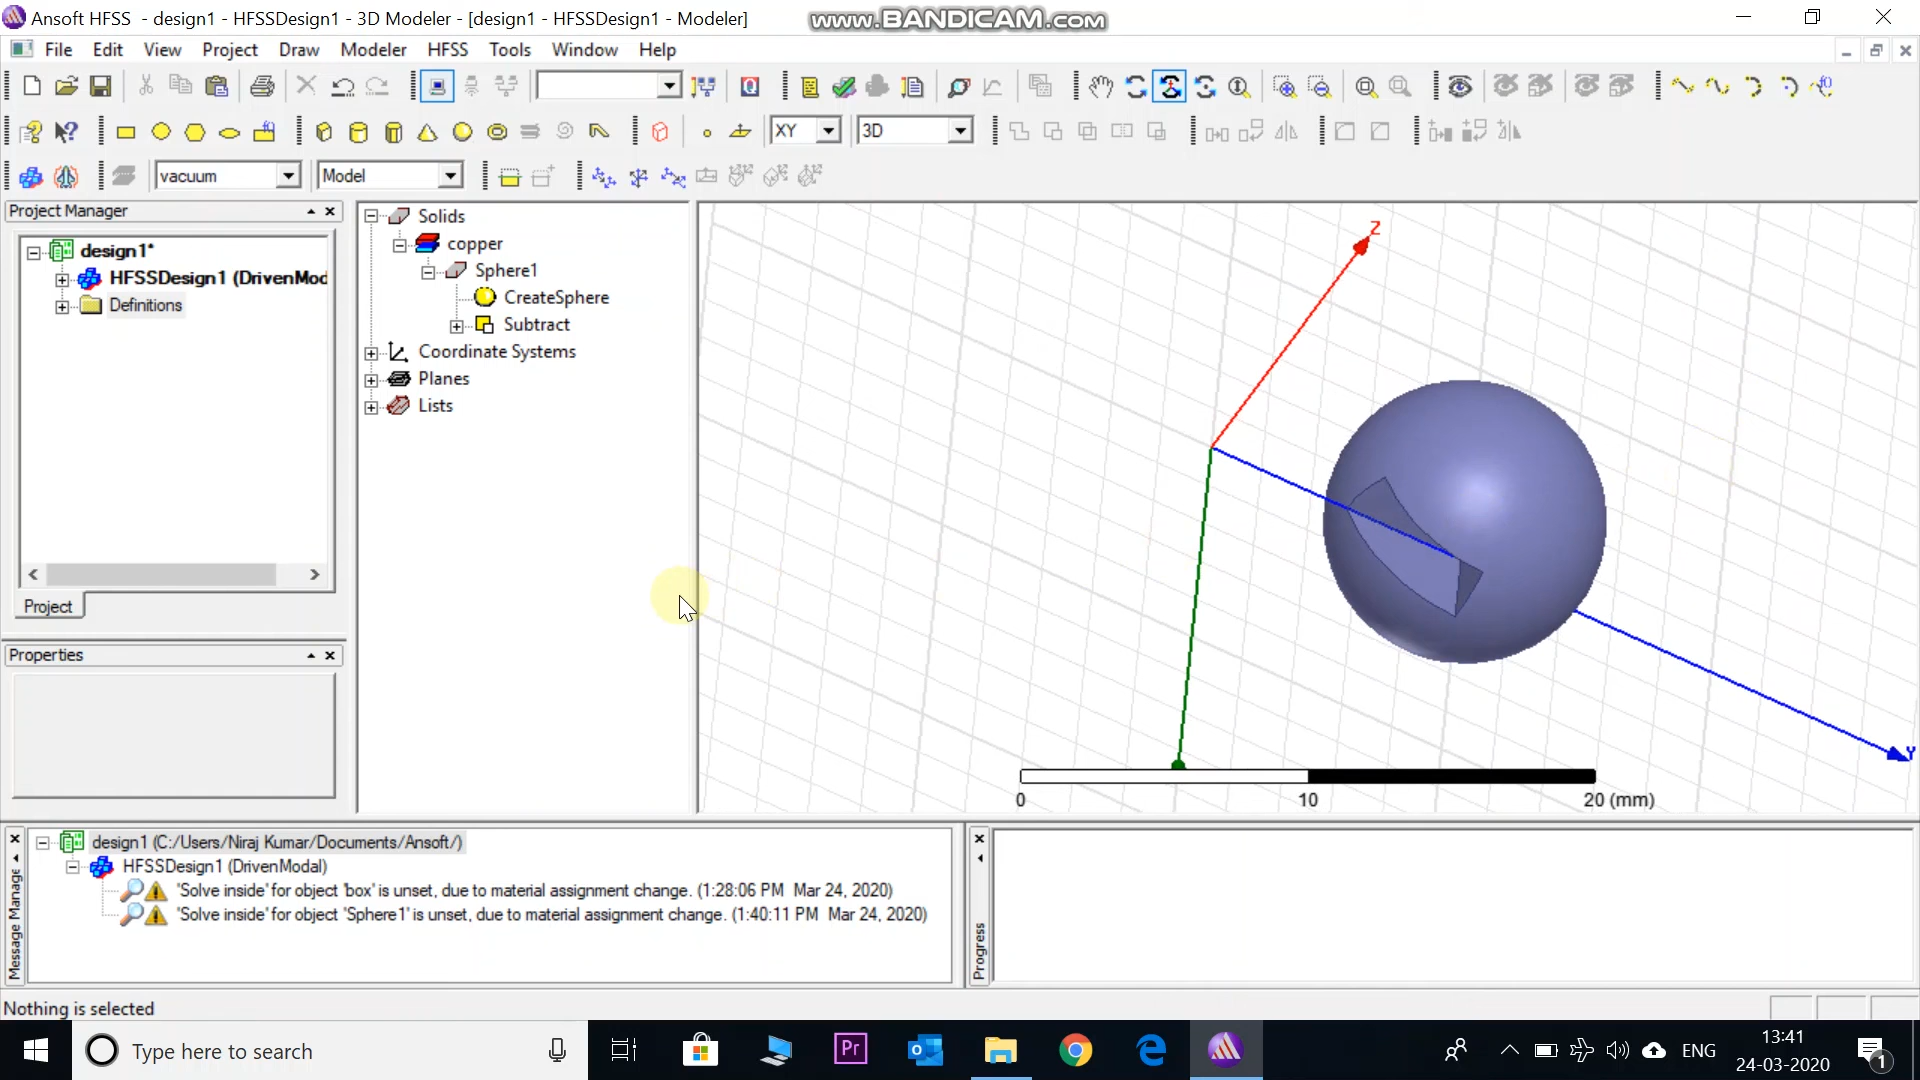 Ansoft HFSS - design1 - HFSSDesign1 - 3D Modeler - [design1 - HFSSDesign1 - Modeler]
www.BANDICAM.com
File Edit View Project Draw Modeler HFSS Tools Window Help
XY 3D
vacuum Model
Project Manager
design1*
HFSSDesign1 (DrivenMod
Definitions
Project
Properties
Solids
copper
Sphere1
CreateSphere
Subtract
Coordinate Systems
Planes
Lists
Z
Y
0 10 20 (mm)
Message Manage
design1 (C:/Users/Niraj Kumar/Documents/Ansoft/)
HFSSDesign1 (DrivenModal)
'Solve inside' for object 'box' is unset, due to material assignment change. (1:28:06 PM Mar 24, 2020)
'Solve inside' for object 'Sphere1' is unset, due to material assignment change. (1:40:11 PM Mar 24, 2020)
Progress
Nothing is selected
Type here to search
Pr
ENG
13:41
24-03-2020
1